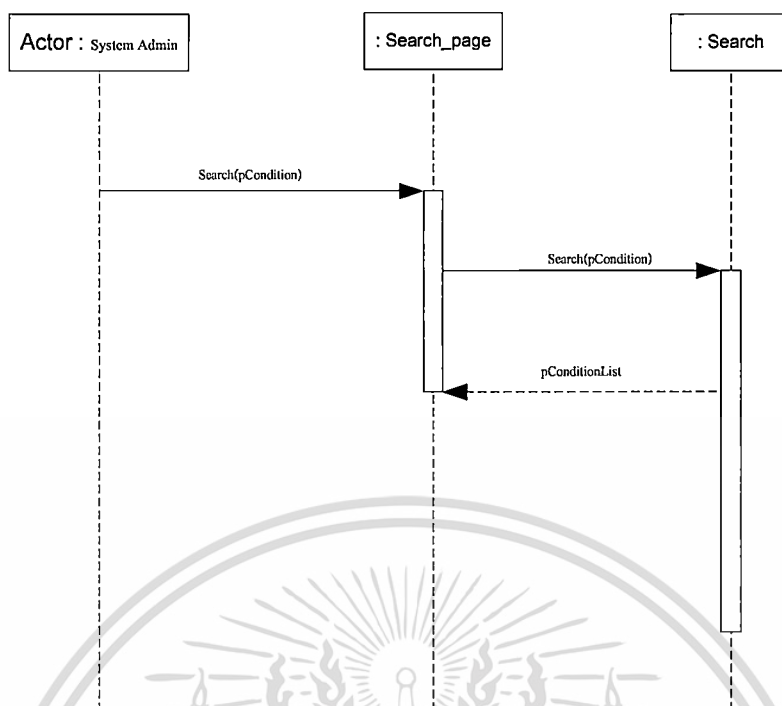 Actor : System Admin
: Search_page
: Search
Search(pCondition)
Search(pCondition)
pConditionList